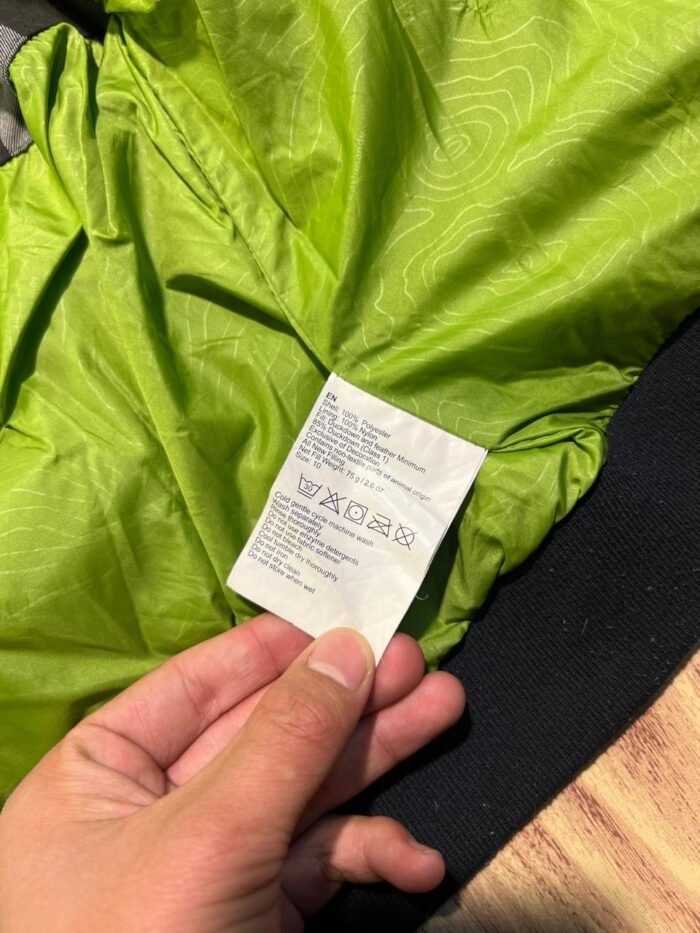 EN
Shell: 100% Polyester
Lining: 100% Nylon
Fill: Duckdown and feather Minimum
85% Duckdown (Class 1)
Exclusive of Decoration
Contains non-textile parts of animal origin
All New Filling
Net Fill Weight: 75 g / 2.6 oz
Size: 10
30
Cold gentle cycle machine wash
Wash separately
Rinse thoroughly
Do not use enzyme detergents
Do not use fabric softener
Do not bleach
Cool tumble dry thoroughly
Do not iron
Do not dry clean
Do not store when wet